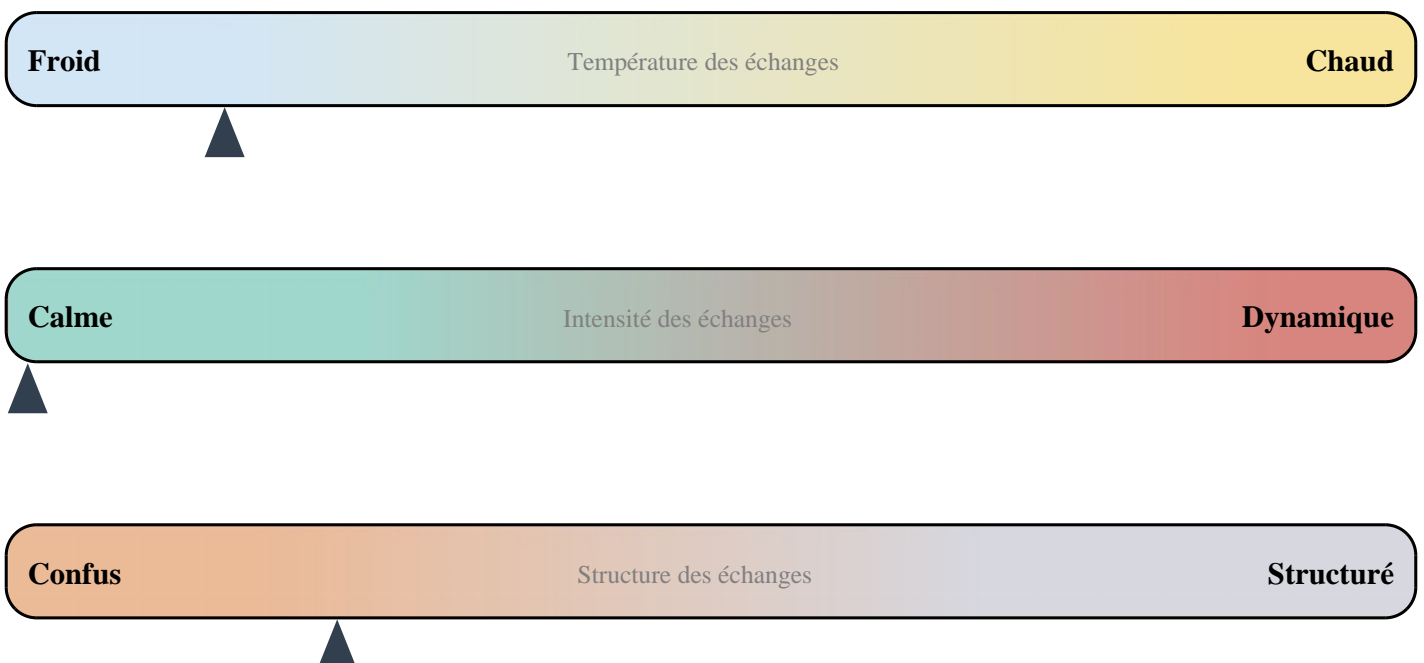 Froid Température des échanges Chaud
Calme Intensité des échanges Dynamique
Confus Structure des échanges Structuré